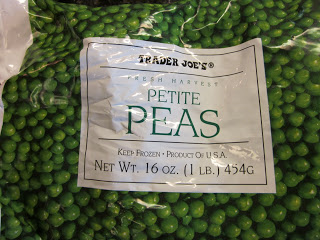 TRADER JOE'S®
FRESH HARVEST
PETITE
PEAS
KEEP FROZEN • PRODUCT OF U.S.A.
NET WT. 16 OZ. (1 LB.) 454G